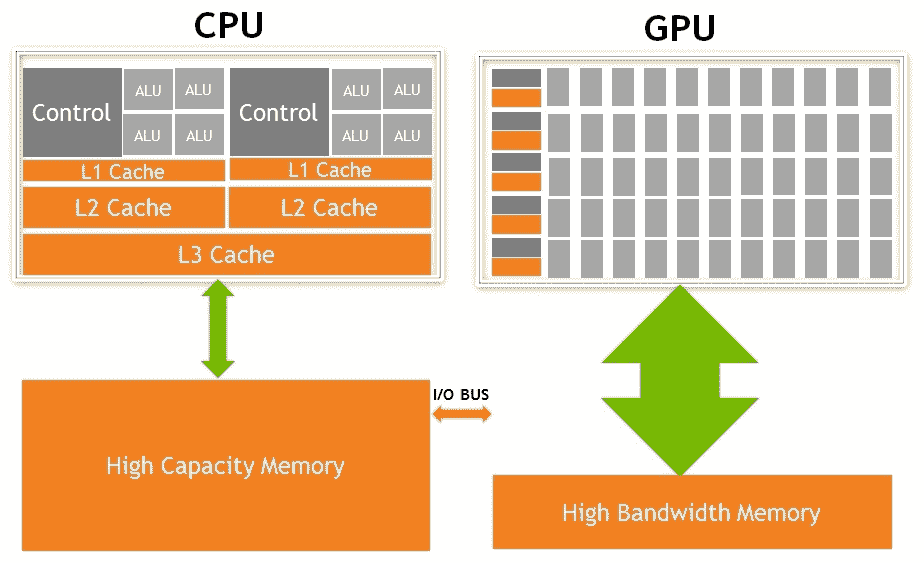 CPU
GPU
Control
ALU
ALU
ALU
ALU
Control
ALU
ALU
ALU
ALU
L1 Cache
L1 Cache
L2 Cache
L2 Cache
L3 Cache
I/O BUS
High Capacity Memory
High Bandwidth Memory